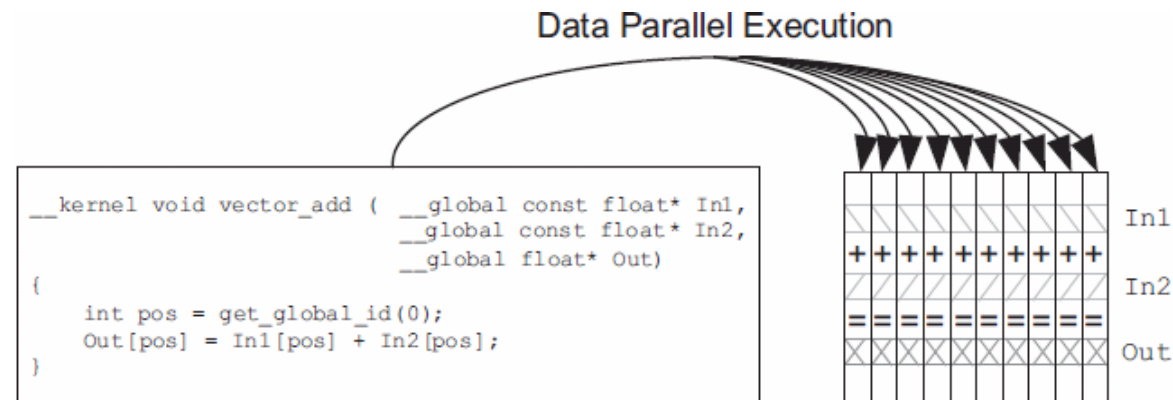 Data Parallel Execution
__kernel void vector_add ( __global const float* In1,
__global const float* In2,
__global float* Out)
{
int pos = get_global_id(0);
Out[pos] = In1[pos] + In2[pos];
}
In1
+ + + + + + + + + +
In2
= = = = = = = = = =
Out